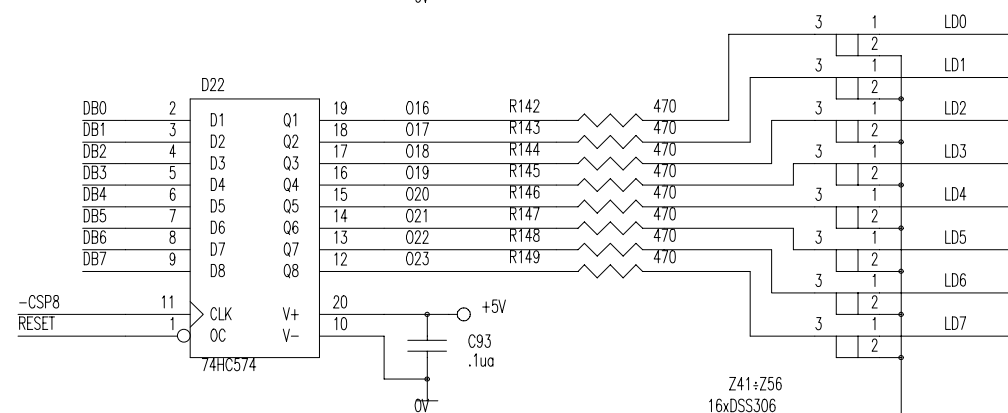 0V
3 1 LD0
2
3 1 LD1
2
D22
DB0 2 D1 Q1 19 O16 R142 470
3 1 LD2
2
DB1 3 D2 Q2 18 O17 R143 470
DB2 4 D3 Q3 17 O18 R144 470
3 1 LD3
2
DB3 5 D4 Q4 16 O19 R145 470
DB4 6 D5 Q5 15 O20 R146 470
3 1 LD4
2
DB5 7 D6 Q6 14 O21 R147 470
DB6 8 D7 Q7 13 O22 R148 470
3 1 LD5
2
DB7 9 D8 Q8 12 O23 R149 470
3 1 LD6
2
-CSP8 11 CLK V+ 20 +5V
RESET 1 OC V- 10
3 1 LD7
2
C93
.1ua
74HC574
0V
Z41÷Z56
16xDSS306